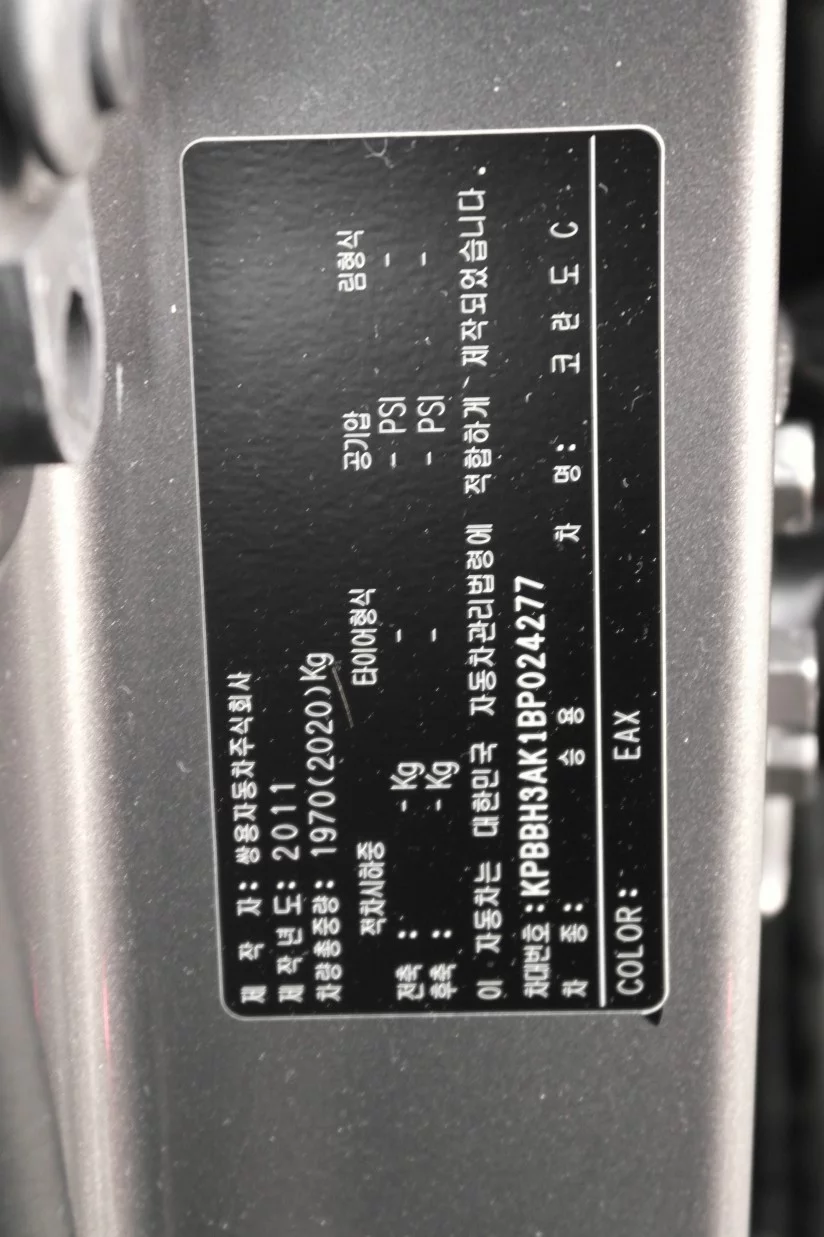 제 작 자: 쌍용자동차주식회사
제작년도: 2011
차량총중량: 1970(2020)Kg
적차시하중 타이어형식 공기압 림형식
전축 : - Kg - - PSI -
후축 : - Kg - - PSI -
이 자동차는 대한민국 자동차관리법령에 적합하게 제작되었습니다.
차대번호:KPBBH3AK1BP024277
차 종: 승 용 차 명: 코 란 도 C
COLOR: EAX